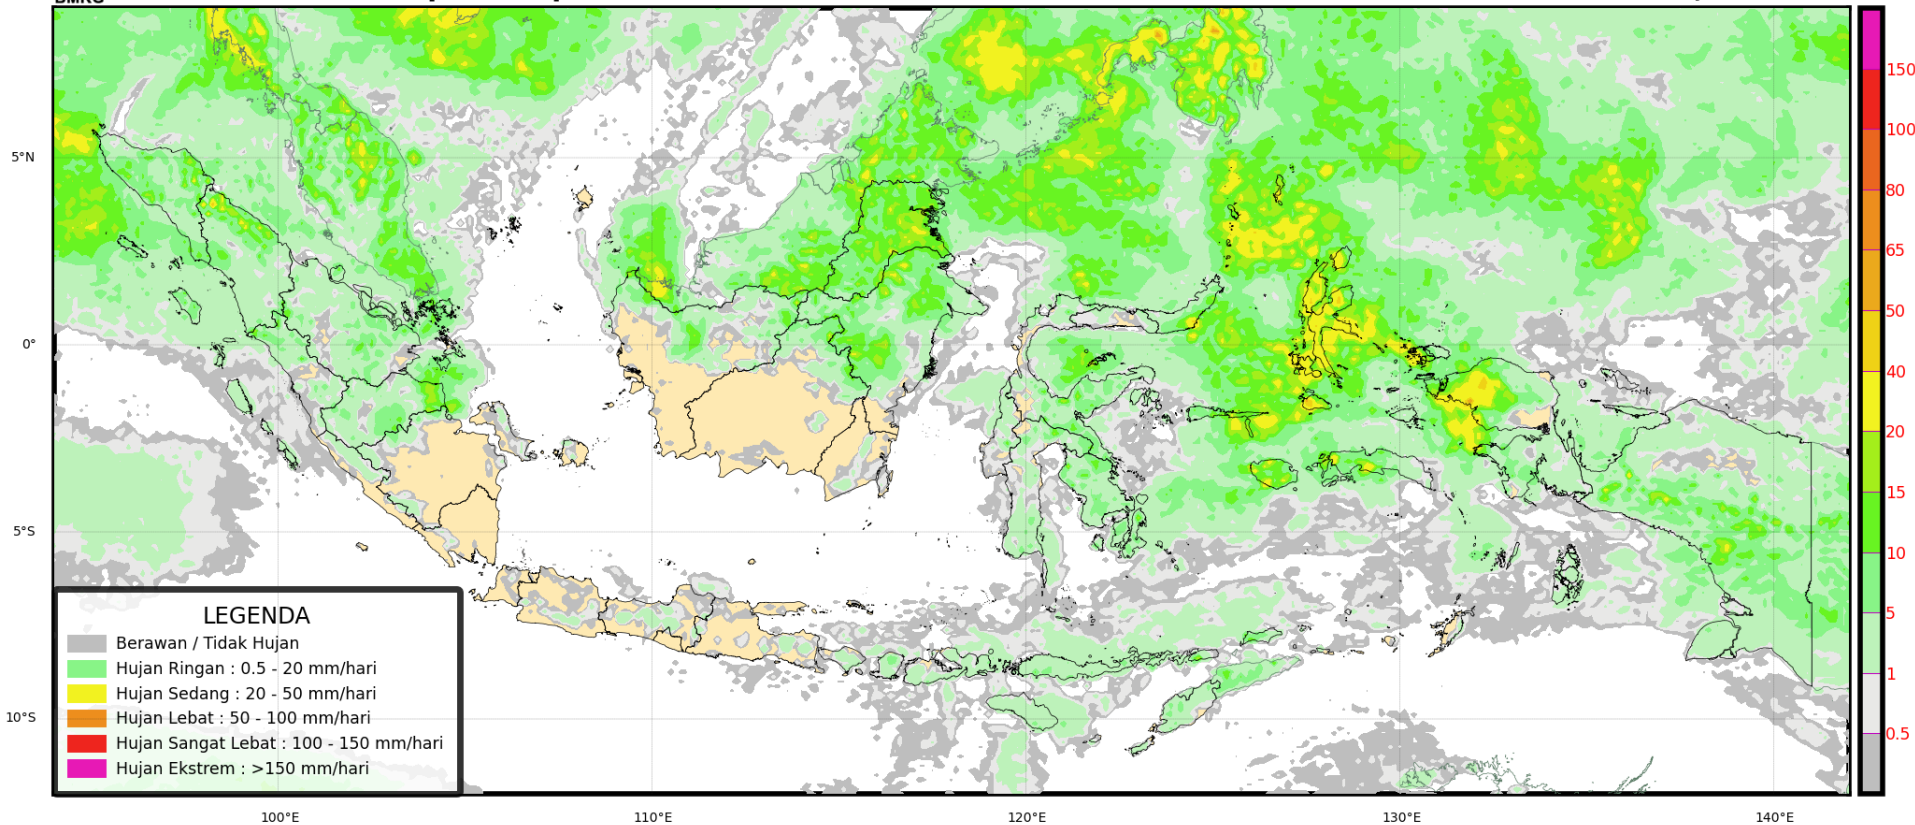 BMKG
5°N
0°
5°S
10°S
100°E
110°E
120°E
130°E
140°E
LEGENDA
Berawan / Tidak Hujan
Hujan Ringan : 0.5 - 20 mm/hari
Hujan Sedang : 20 - 50 mm/hari
Hujan Lebat : 50 - 100 mm/hari
Hujan Sangat Lebat : 100 - 150 mm/hari
Hujan Ekstrem : >150 mm/hari
150
100
80
65
50
40
20
15
10
5
1
0.5